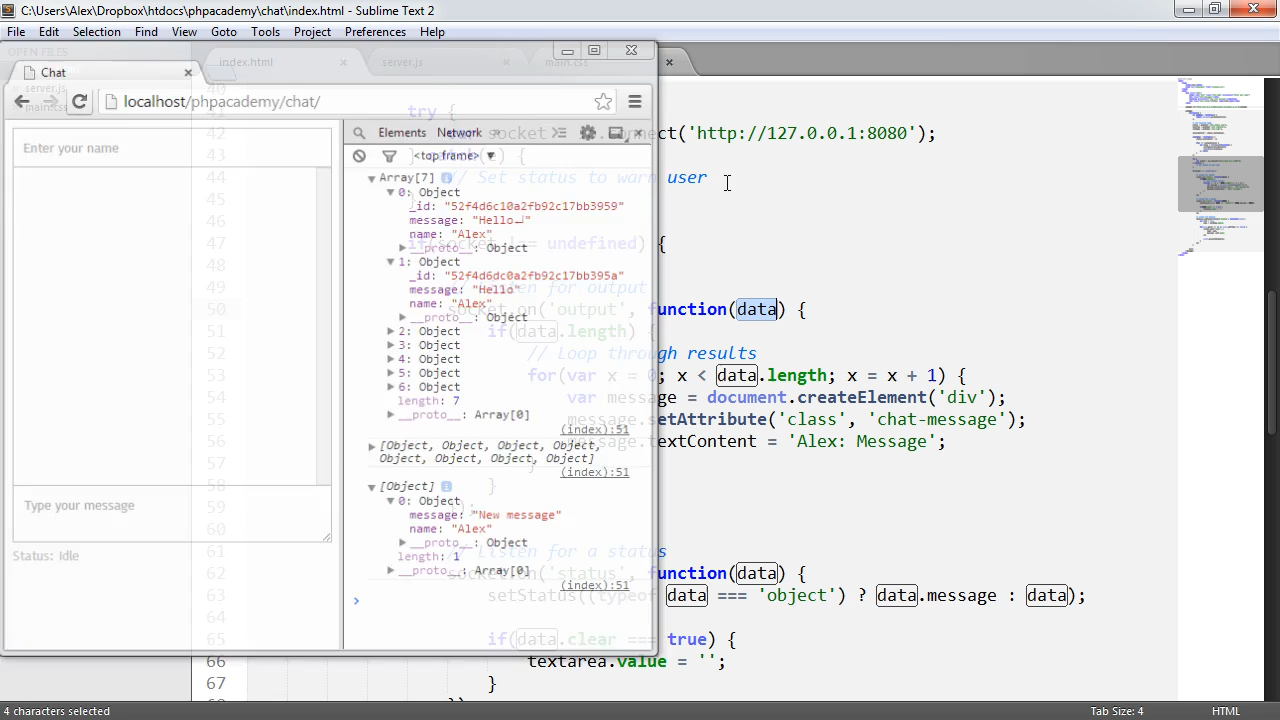 C:\Users\Alex\Dropbox\htdocs\phpacademy\chat\index.html - Sublime Text 2
File Edit Selection Find View Goto Tools Project Preferences Help
OPEN FILES
index.html server.js main.css
Chat
server.js
main.css
localhost/phpacademy/chat/
try {
Elements Network
42 connect('http://127.0.0.1:8080');
<top frame>
Enter your name
Status: Idle
Type your message
Array[7]
44 // Set status to warn user
0: Object
_id: "52f4d6c10a2fb92c17bb3959"
message: "Hello…"
name: "Alex"
__proto__: Object
47 if(socket !== undefined) {
1: Object
_id: "52f4d6dc0a2fb92c17bb395a"
message: "Hello"
name: "Alex"
__proto__: Object
2: Object
3: Object
4: Object
5: Object
6: Object
length: 7
__proto__: Array[0]
(index):51
[Object, Object, Object, Object,
Object, Object, Object, Object]
(index):51
[Object]
0: Object
message: "New message"
name: "Alex"
__proto__: Object
length: 1
__proto__: Array[0]
(index):51
49 // Listen for output
50 socket.on('output', function(data) {
51 if(data.length) {
52 // Loop through results
53 for(var x = 0; x < data.length; x = x + 1) {
54 var message = document.createElement('div');
55 message.setAttribute('class', 'chat-message');
56 message.textContent = 'Alex: Message';
57
58 }
59
60
61 // Listen for a status
62 socket.on('status', function(data) {
63 setStatus((typeof data === 'object') ? data.message : data);
64
65 if(data.clear === true) {
66 textarea.value = '';
67 }
4 characters selected
Tab Size: 4
HTML